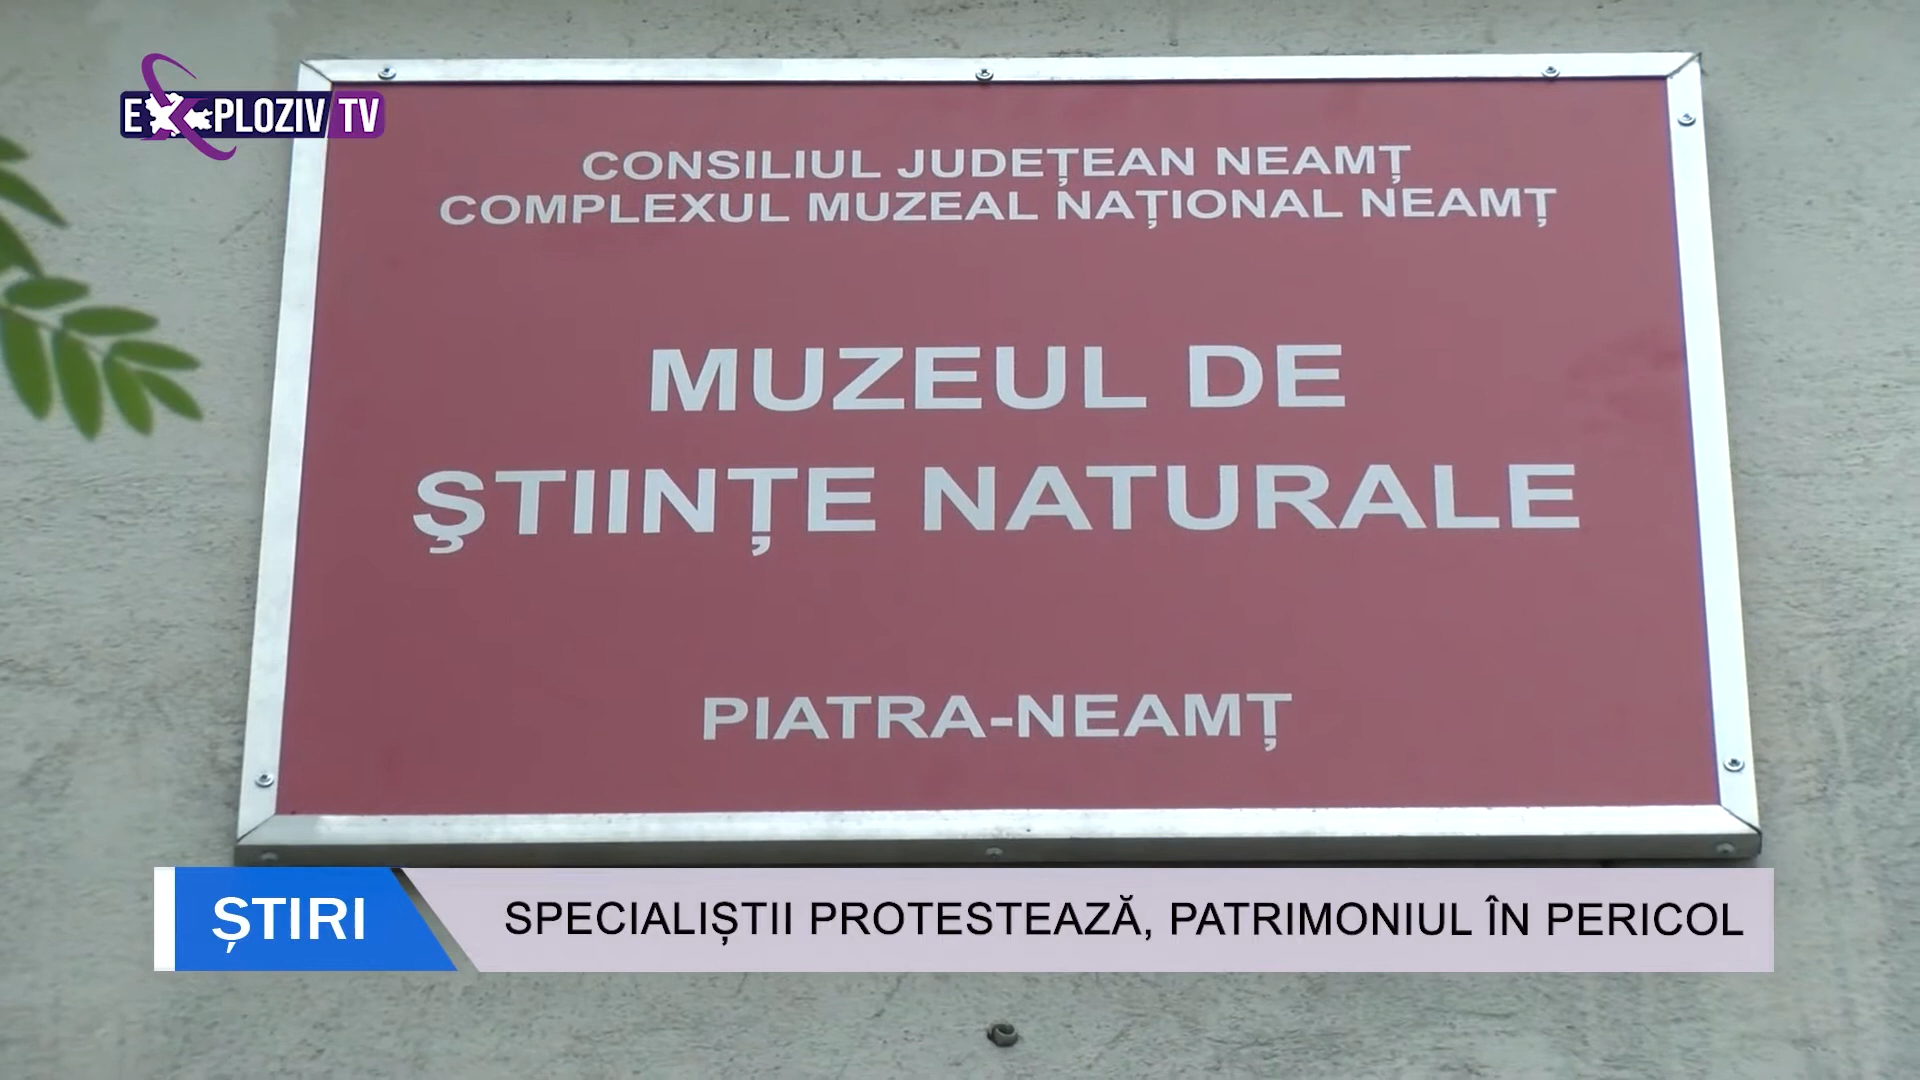 EXPLOZIV TV
CONSILIUL JUDEȚEAN NEAMȚ
COMPLEXUL MUZEAL NAȚIONAL NEAMȚ
MUZEUL DE
ŞTIINȚE NATURALE
PIATRA-NEAMȚ
ȘTIRI
SPECIALIȘTII PROTESTEAZĂ, PATRIMONIUL ÎN PERICOL